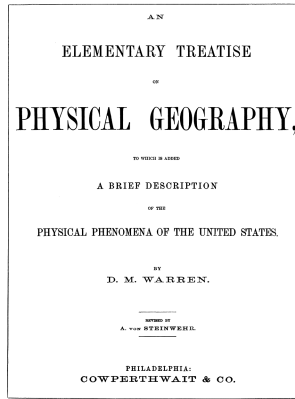 AN
ELEMENTARY TREATISE
ON
PHYSICAL GEOGRAPHY,
TO WHICH IS ADDED
A BRIEF DESCRIPTION
OF THE
PHYSICAL PHENOMENA OF THE UNITED STATES.
BY
D. M. WARREN.
REVISED BY
A. VON STEINWEHR.
PHILADELPHIA:
COWPERTHWAIT & CO.